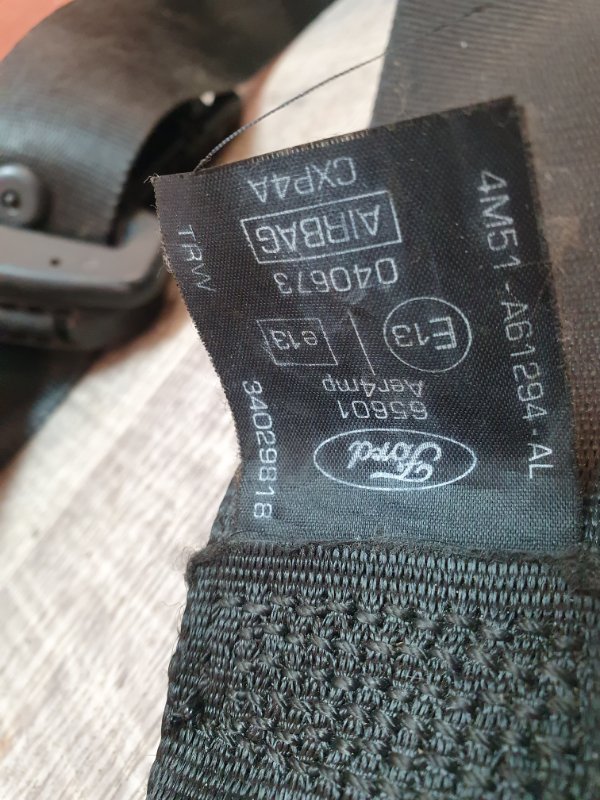 Ford
65601
Aer4mp
E13 e13
040673
AIRBAG
CXP4A
4M51-A61294-AL
34029818
TRW